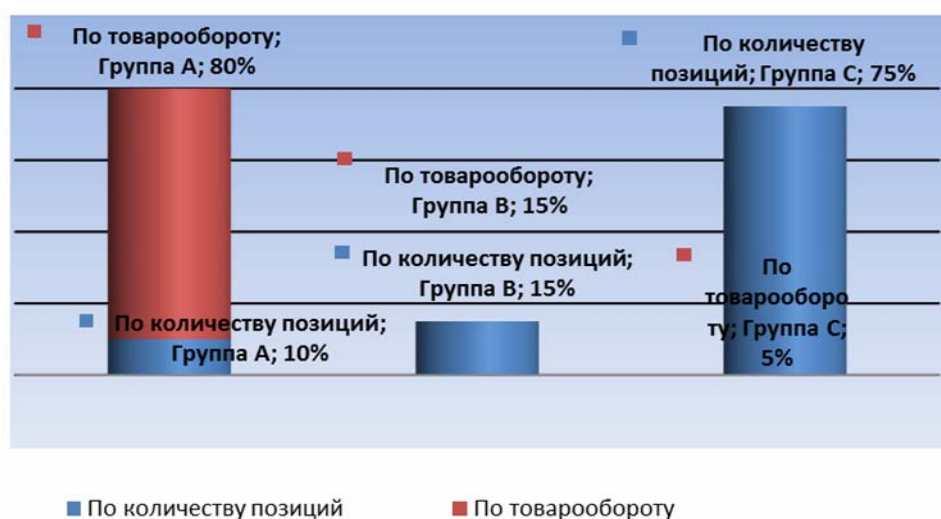 По товарообороту;
Группа А; 80%
По количеству
позиций; Группа С; 75%
По товарообороту;
Группа В; 15%
По количеству позиций;
Группа В; 15%
По
товарооборо
ту; Группа С;
5%
По количеству позиций;
Группа А; 10%
По количеству позиций
По товарообороту